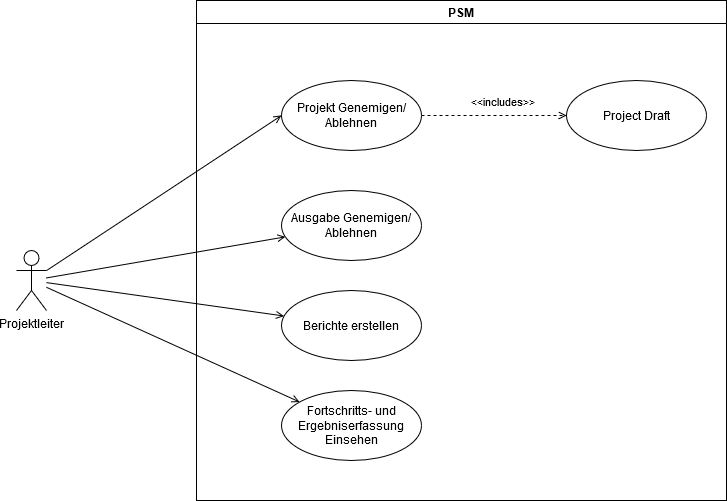 PSM
Projekt Genemigen/
Ablehnen
<<includes>>
Project Draft
Ausgabe Genemigen/
Ablehnen
Projektleiter
Berichte erstellen
Fortschritts- und
Ergebniserfassung
Einsehen